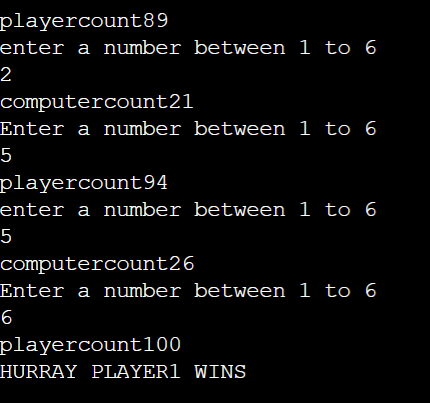 playercount89
enter a number between 1 to 6
2
computercount21
Enter a number between 1 to 6
5
playercount94
enter a number between 1 to 6
5
computercount26
Enter a number between 1 to 6
6
playercount100
HURRAY PLAYER1 WINS